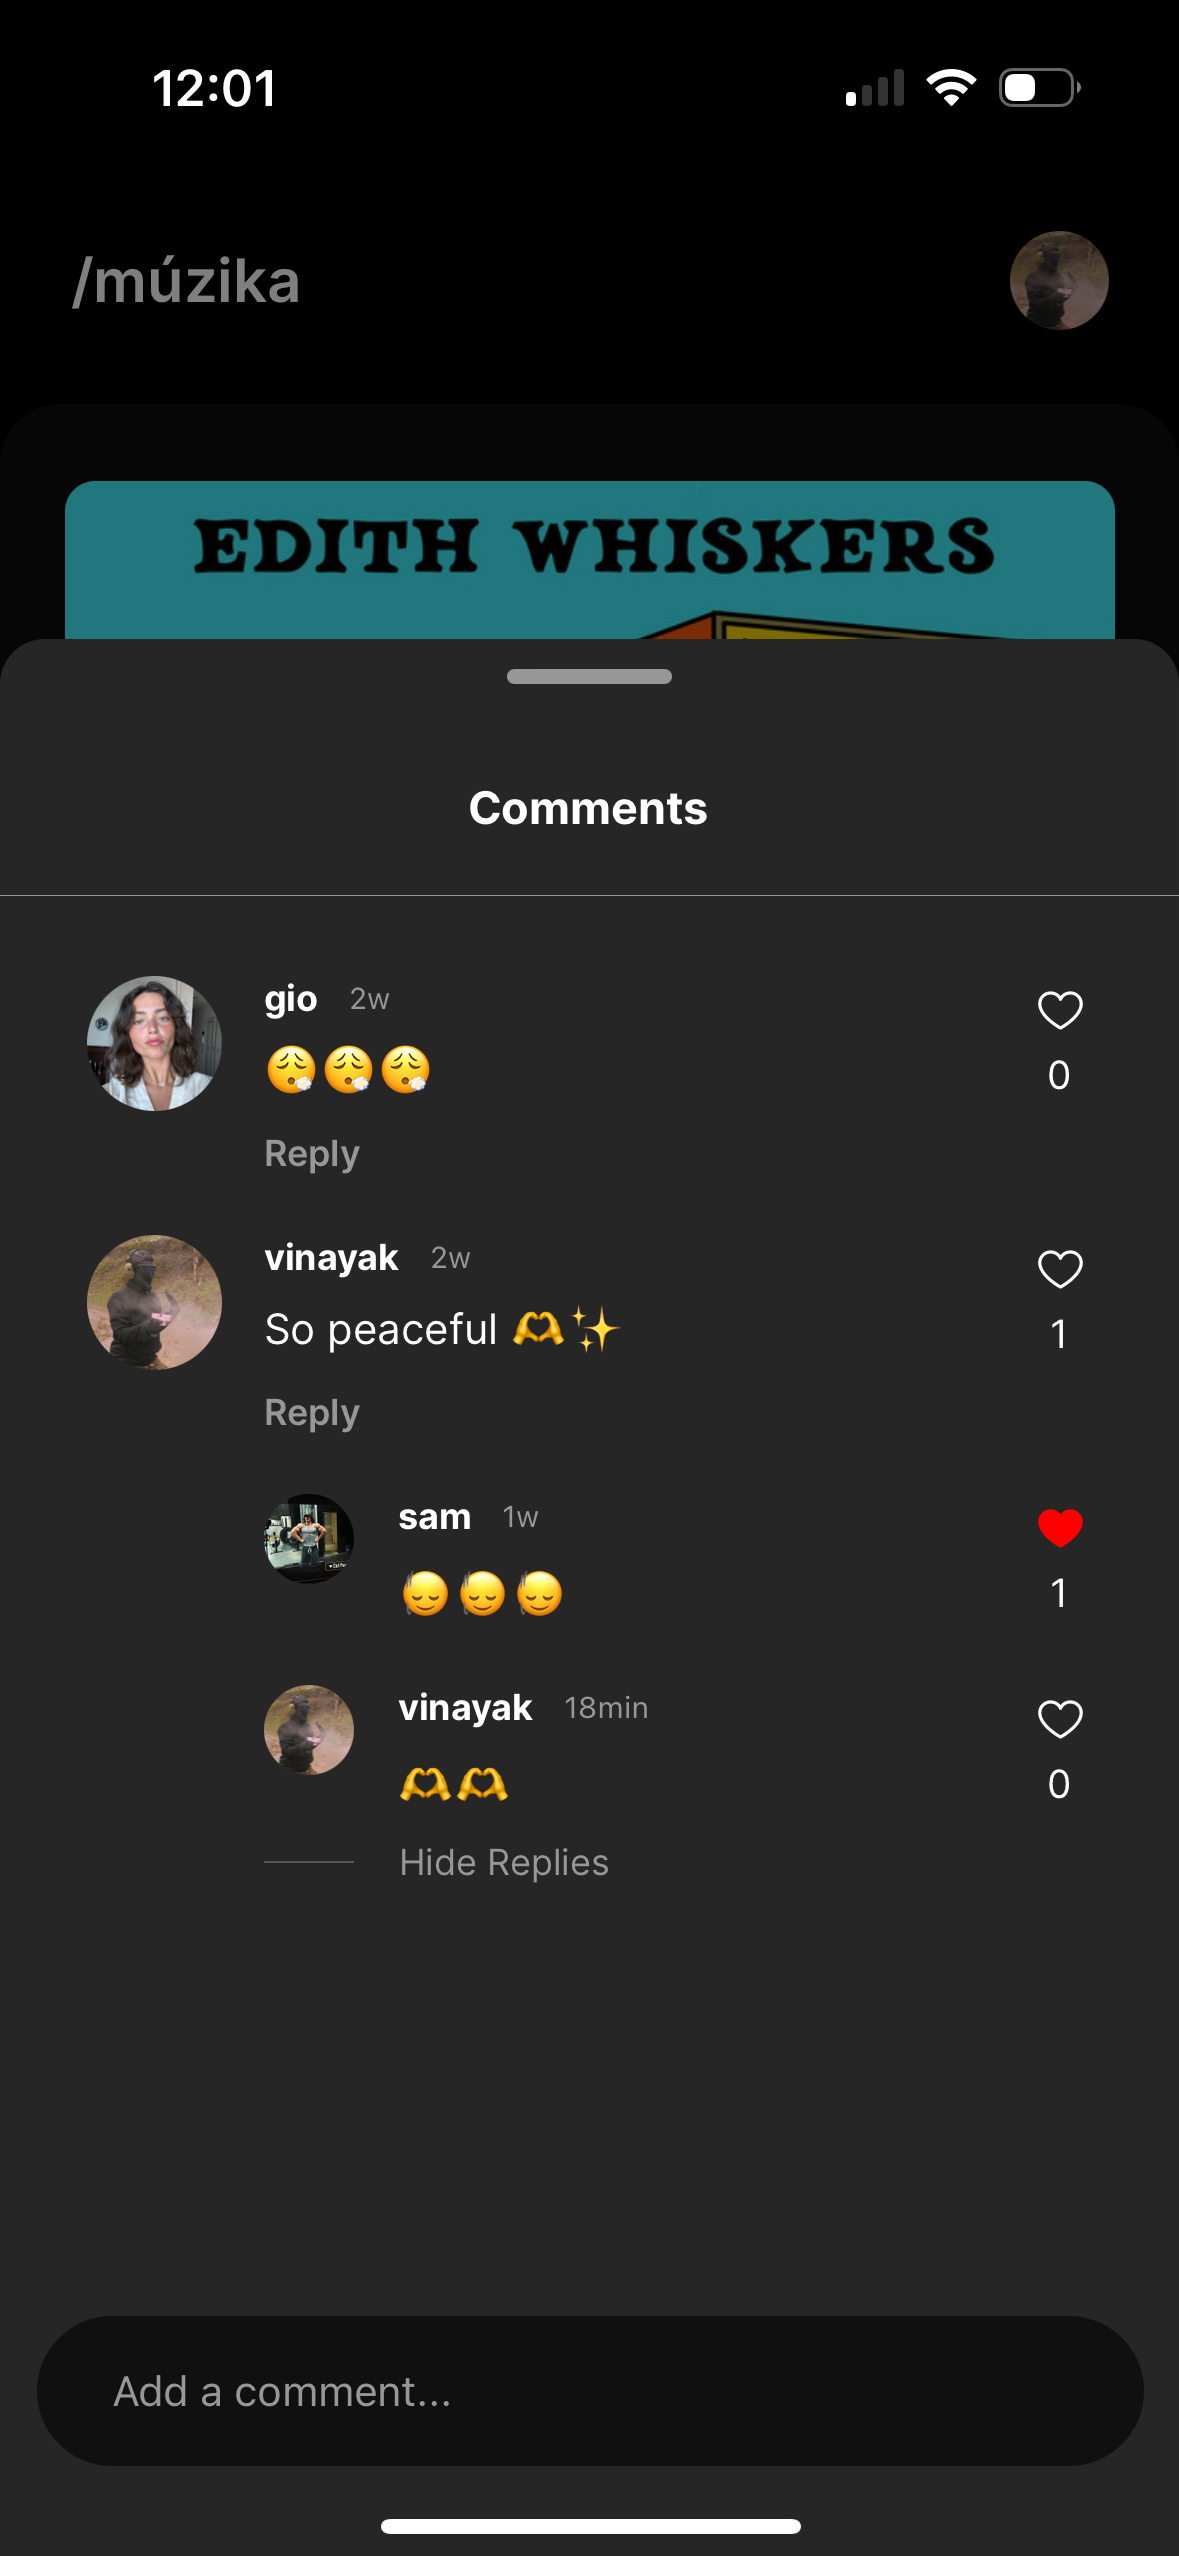 12:01
/múzika
EDITH WHISKERS
Comments
gio 2w
😮‍💨😮‍💨😮‍💨
0
Reply
vinayak 2w
So peaceful 🫶✨
1
Reply
sam 1w
🙂‍↕️🙂‍↕️🙂‍↕️
1
vinayak 18min
🫶🫶
0
Hide Replies
Add a comment...